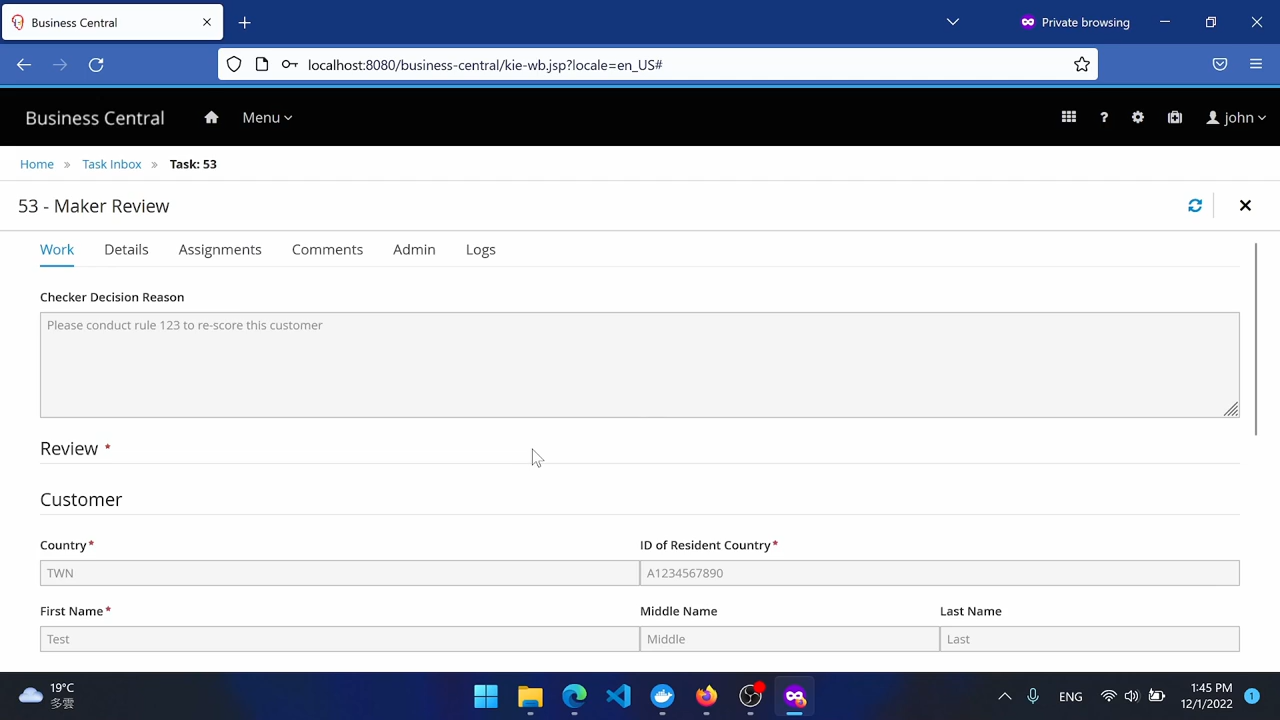 Business Central
Private browsing
localhost:8080/business-central/kie-wb.jsp?locale=en_US#
Business Central Menu ? john
Home » Task Inbox » Task: 53
53 - Maker Review
Work Details Assignments Comments Admin Logs
Checker Decision Reason
Please conduct rule 123 to re-score this customer
Review *
Customer
Country* ID of Resident Country*
TWN A1234567890
First Name* Middle Name Last Name
Test Middle Last
19°C
多雲
ENG
1:45 PM
12/1/2022
1